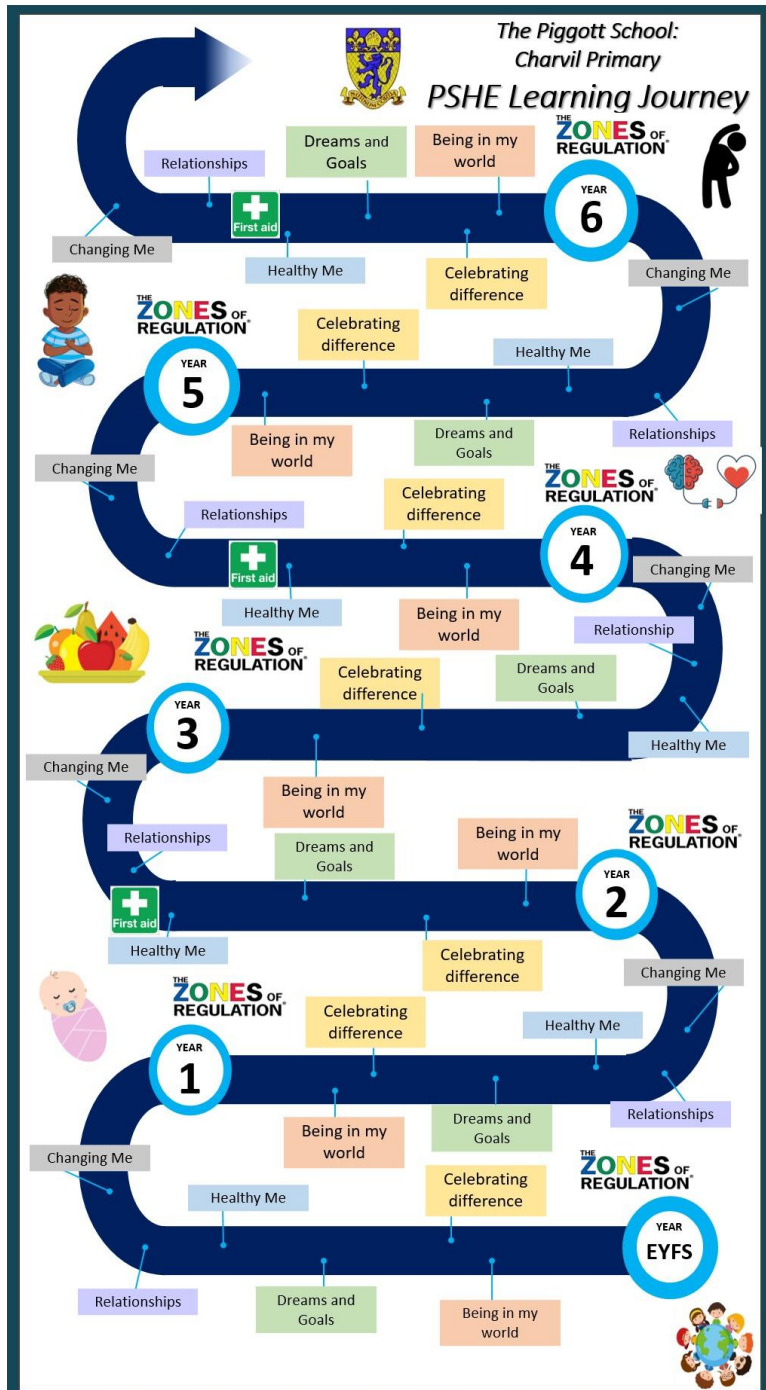 The Piggott School:
Charvil Primary
PSHE Learning Journey
THE
ZONES OF
REGULATION
Dreams and
Goals
Being in my
world
Relationships
YEAR
6
First aid
Changing Me
Healthy Me
Celebrating
difference
Changing Me
THE
ZONES OF
REGULATION
Celebrating
difference
Healthy Me
YEAR
5
Being in my
world
Dreams and
Goals
Relationships
Changing Me
THE
ZONES OF
REGULATION
Celebrating
difference
Relationships
YEAR
4
First aid
Changing Me
Healthy Me
Being in my
world
Relationship
THE
ZONES OF
REGULATION
Celebrating
difference
Dreams and
Goals
YEAR
3
Healthy Me
Changing Me
Being in my
world
THE
ZONES OF
REGULATION
Relationships
Dreams and
Goals
Being in my
world
YEAR
2
First aid
Healthy Me
Celebrating
difference
Changing Me
THE
ZONES OF
REGULATION
Celebrating
difference
Healthy Me
YEAR
1
Being in my
world
Dreams and
Goals
Relationships
Changing Me
THE
ZONES OF
REGULATION
Healthy Me
Celebrating
difference
YEAR
EYFS
Relationships
Dreams and
Goals
Being in my
world